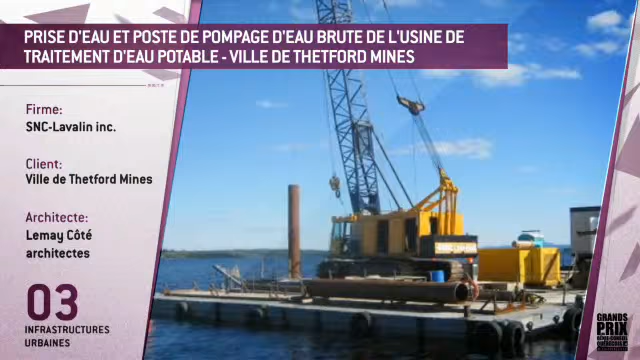 PRISE D'EAU ET POSTE DE POMPAGE D'EAU BRUTE DE L'USINE DE
TRAITEMENT D'EAU POTABLE - VILLE DE THETFORD MINES
Firme:
SNC-Lavalin inc.
Client:
Ville de Thetford Mines
Architecte:
Lemay Côté
architectes
03
INFRASTRUCTURES
URBAINES
GRANDS
PRIX